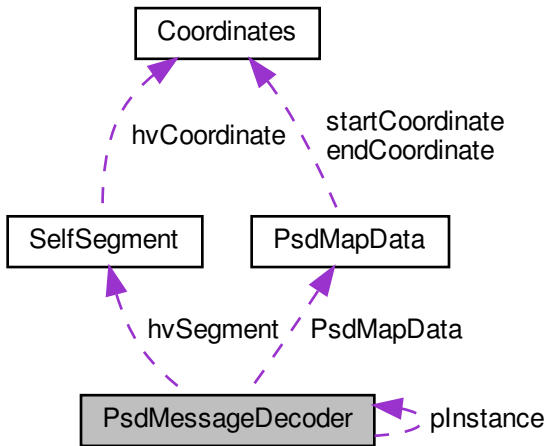 Coordinates
hvCoordinate
startCoordinate
endCoordinate
SelfSegment
PsdMapData
hvSegment
PsdMapData
PsdMessageDecoder
pInstance